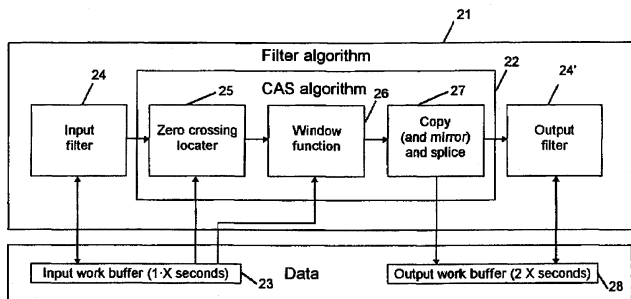 21
Filter algorithm
22
CAS algorithm
24
Input
filter
25
Zero crossing
locater
26
Window
function
27
Copy
(and mirror)
and splice
24'
Output
filter
Input work buffer (1·X seconds)
23
Data
Output work buffer (2 X seconds)
28